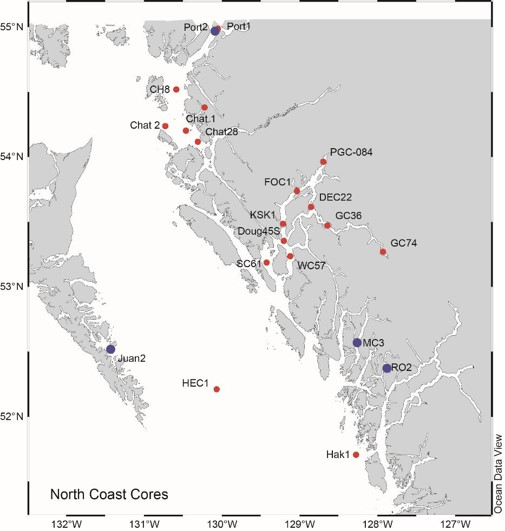 55°N
Port2
Port1
CH8
Chat.1
Chat 2
Chat28
54°N
PGC-084
FOC1
DEC22
KSK1
GC36
Doug45S
GC74
SC61
WC57
53°N
MC3
Juan2
RO2
HEC1
52°N
Hak1
North Coast Cores
Ocean Data View
132°W
131°W
130°W
129°W
128°W
127°W